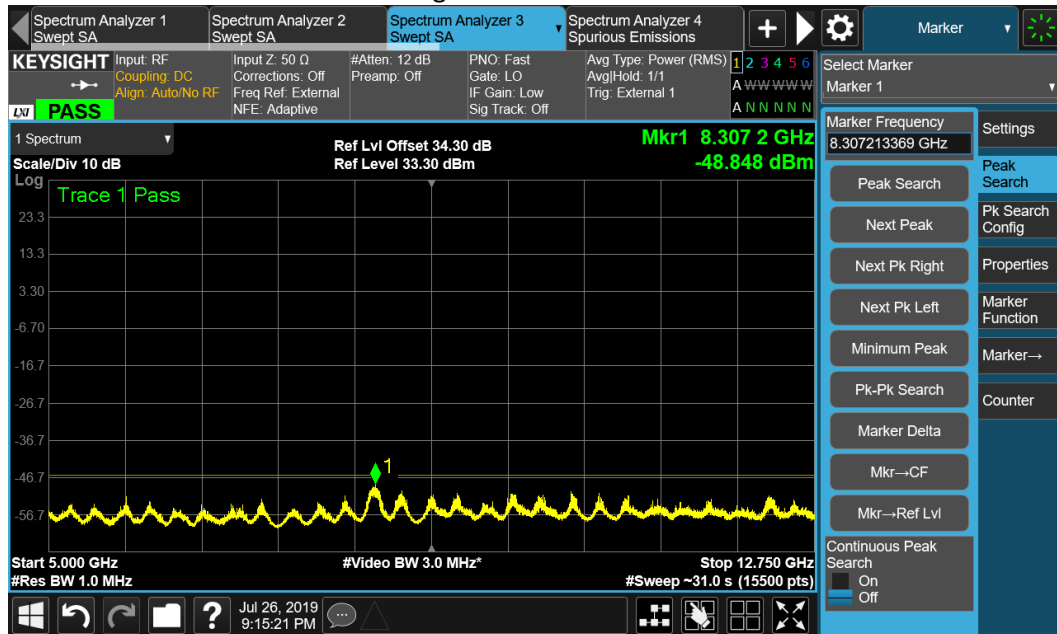 Spectrum Analyzer 1
Swept SA
Spectrum Analyzer 2
Swept SA
Spectrum Analyzer 3
Swept SA
Spectrum Analyzer 4
Spurious Emissions
+
Marker
KEYSIGHT
LXI
PASS
Input: RF
Coupling: DC
Align: Auto/No RF
Input Z: 50 Ω
Corrections: Off
Freq Ref: External
NFE: Adaptive
#Atten: 12 dB
Preamp: Off
PNO: Fast
Gate: LO
IF Gain: Low
Sig Track: Off
Avg Type: Power (RMS)
Avg|Hold: 1/1
Trig: External 1
1 2 3 4 5 6
A W W W W W
A N N N N N
Select Marker
Marker 1
1 Spectrum
Scale/Div 10 dB
Log
Ref Lvl Offset 34.30 dB
Ref Level 33.30 dBm
Mkr1 8.307 2 GHz
-48.848 dBm
Trace 1 Pass
23.3
13.3
3.30
-6.70
-16.7
-26.7
-36.7
-46.7
-56.7
1
Start 5.000 GHz
#Res BW 1.0 MHz
#Video BW 3.0 MHz*
Stop 12.750 GHz
#Sweep ~31.0 s (15500 pts)
Marker Frequency
8.307213369 GHz
Peak Search
Next Peak
Next Pk Right
Next Pk Left
Minimum Peak
Pk-Pk Search
Marker Delta
Mkr→CF
Mkr→Ref Lvl
Continuous Peak
Search
On
Off
Settings
Peak
Search
Pk Search
Config
Properties
Marker
Function
Marker→
Counter
?
Jul 26, 2019
9:15:21 PM